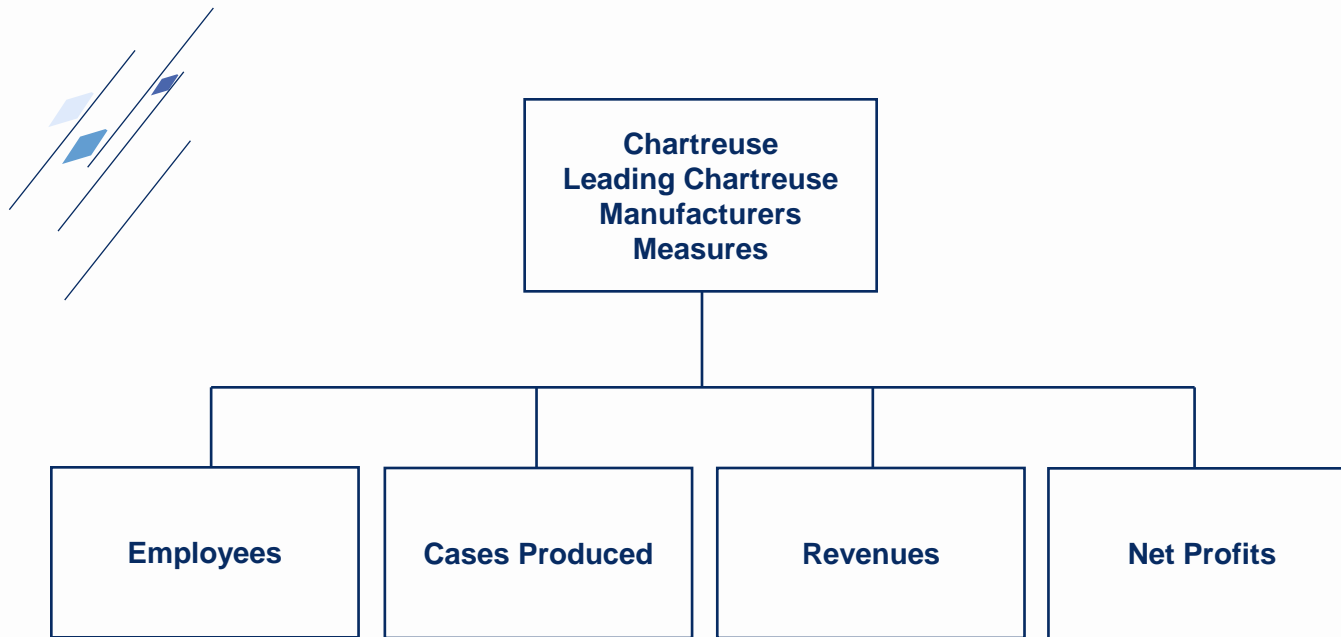 Chartreuse
Leading Chartreuse
Manufacturers
Measures
Employees
Cases Produced
Revenues
Net Profits